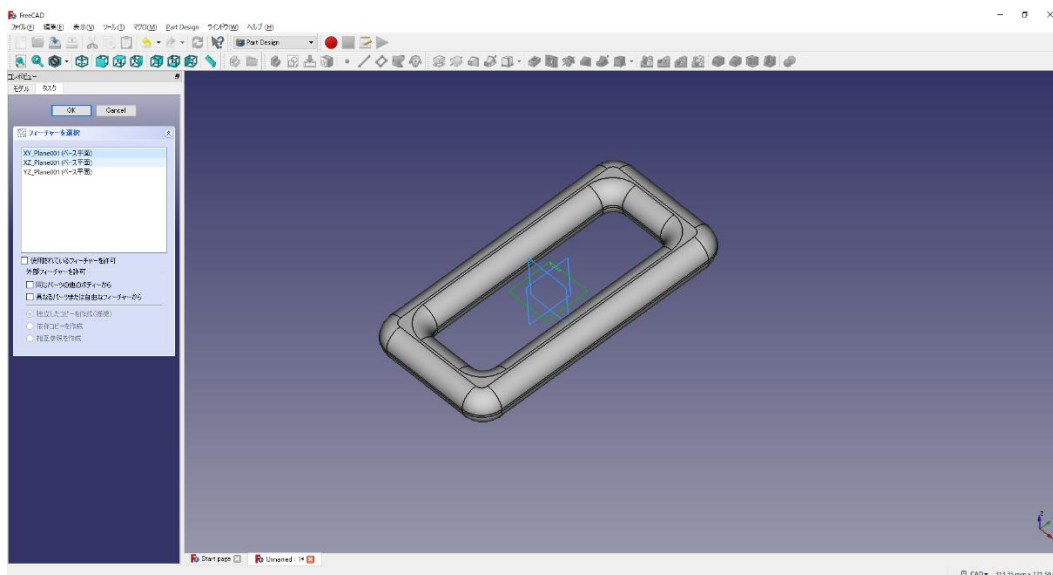 FreeCAD
ファイル(F) 編集(E) 表示(V) ツール(T) マクロ(M) Part Design ウインドウ(W) ヘルプ(H)
Part Design
コンボビュー
モデル タスク
OK Cancel
フィーチャーを選択
XY_Plane001 (ベース平面)
XZ_Plane001 (ベース平面)
YZ_Plane001 (ベース平面)
使用されているフィーチャーを許可
外部フィーチャーを許可
同じパーツの他のボディーから
異なるパーツまたは自由なフィーチャーから
独立したコピーを作成(推奨)
依存コピーを作成
相互参照を作成
Z
Start page Unnamed : 1*
CAD